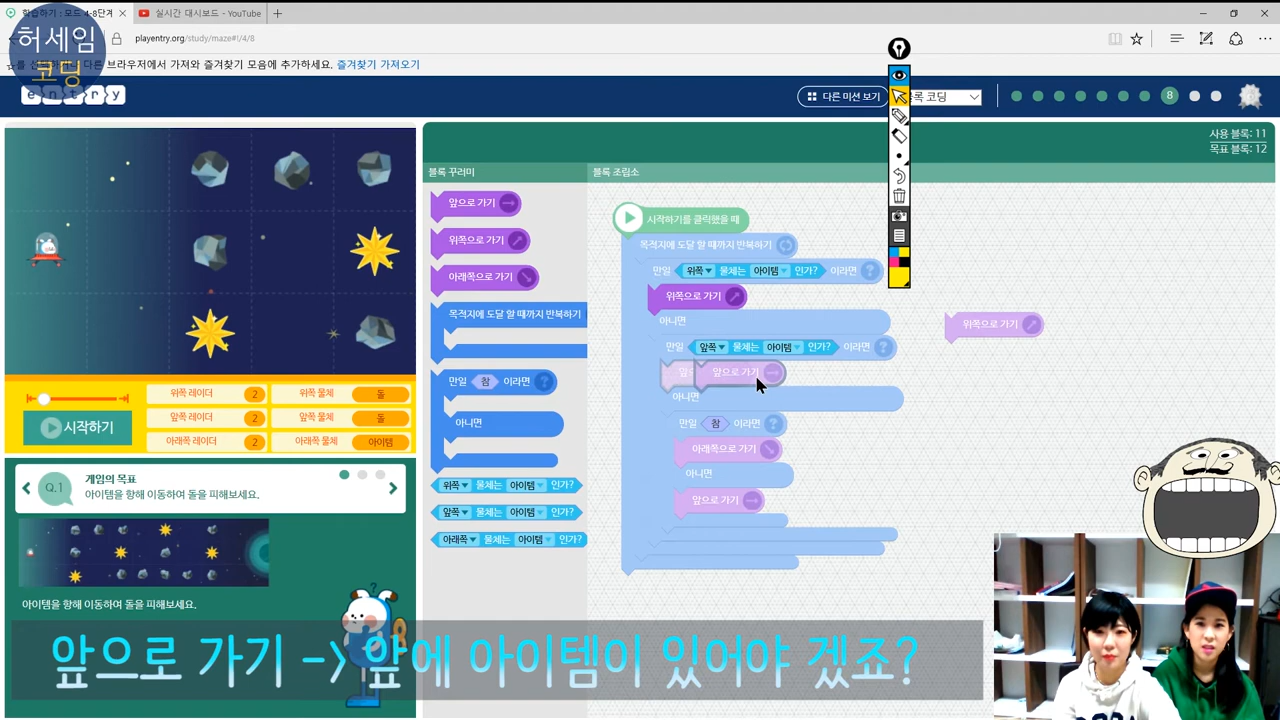 학습하기 : 모드 4-8단계
실시간 대시보드 - YouTube
허세임
코딩
playentry.org/study/maze#!/4/8
다른 브라우저에서 가져와 즐겨찾기 모음에 추가하세요. 즐겨찾기 가져오기
entry
다른 미션 보기
록 코딩
8
사용 블록: 11
목표 블록: 12
블록 꾸러미
블록 조립소
앞으로 가기
위쪽으로 가기
아래쪽으로 가기
목적지에 도달 할 때까지 반복하기
만일 참 이라면
아니면
위쪽 물체는 아이템 인가?
앞쪽 물체는 아이템 인가?
아래쪽 물체는 아이템 인가?
시작하기를 클릭했을 때
목적지에 도달 할 때까지 반복하기
만일 위쪽 물체는 아이템 인가? 이라면
위쪽으로 가기
아니면
만일 앞쪽 물체는 아이템 인가? 이라면
앞으로 가기
아니면
만일 참 이라면
아래쪽으로 가기
아니면
앞으로 가기
위쪽으로 가기
위쪽 레이더 2 위쪽 물체 돌
앞쪽 레이더 2 앞쪽 물체 돌
아래쪽 레이더 2 아래쪽 물체 아이템
시작하기
Q.1
게임의 목표
아이템을 향해 이동하여 돌을 피해보세요.
아이템을 향해 이동하여 돌을 피해보세요.
앞으로 가기 -> 앞에 아이템이 있어야 겠죠?